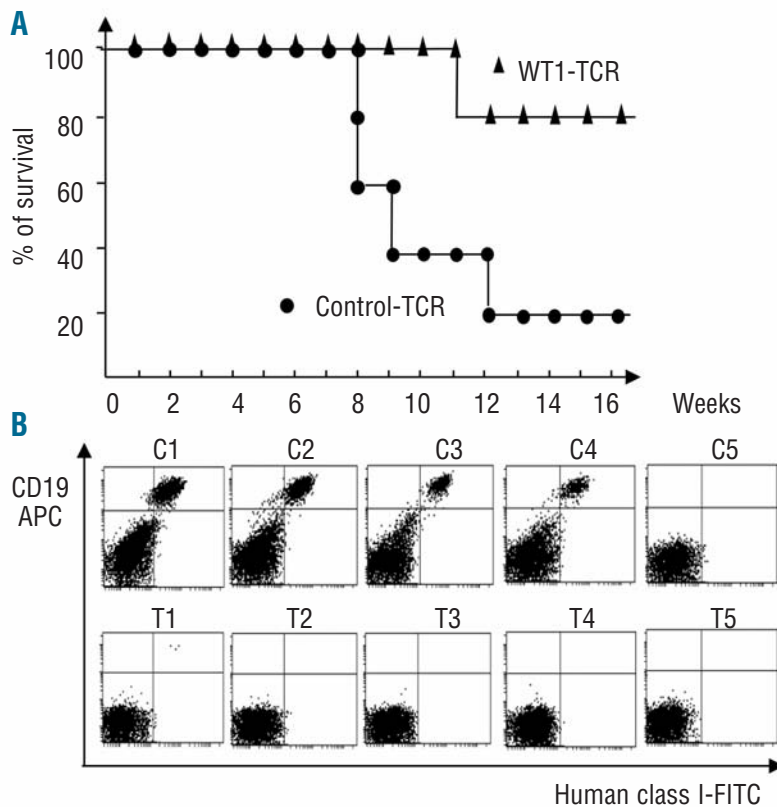 A
100
80
60
40
20
% of survival
WT1-TCR
Control-TCR
0 2 4 6 8 10 12 14 16 Weeks
B
C1 C2 C3 C4 C5
CD19
APC
T1 T2 T3 T4 T5
Human class I-FITC